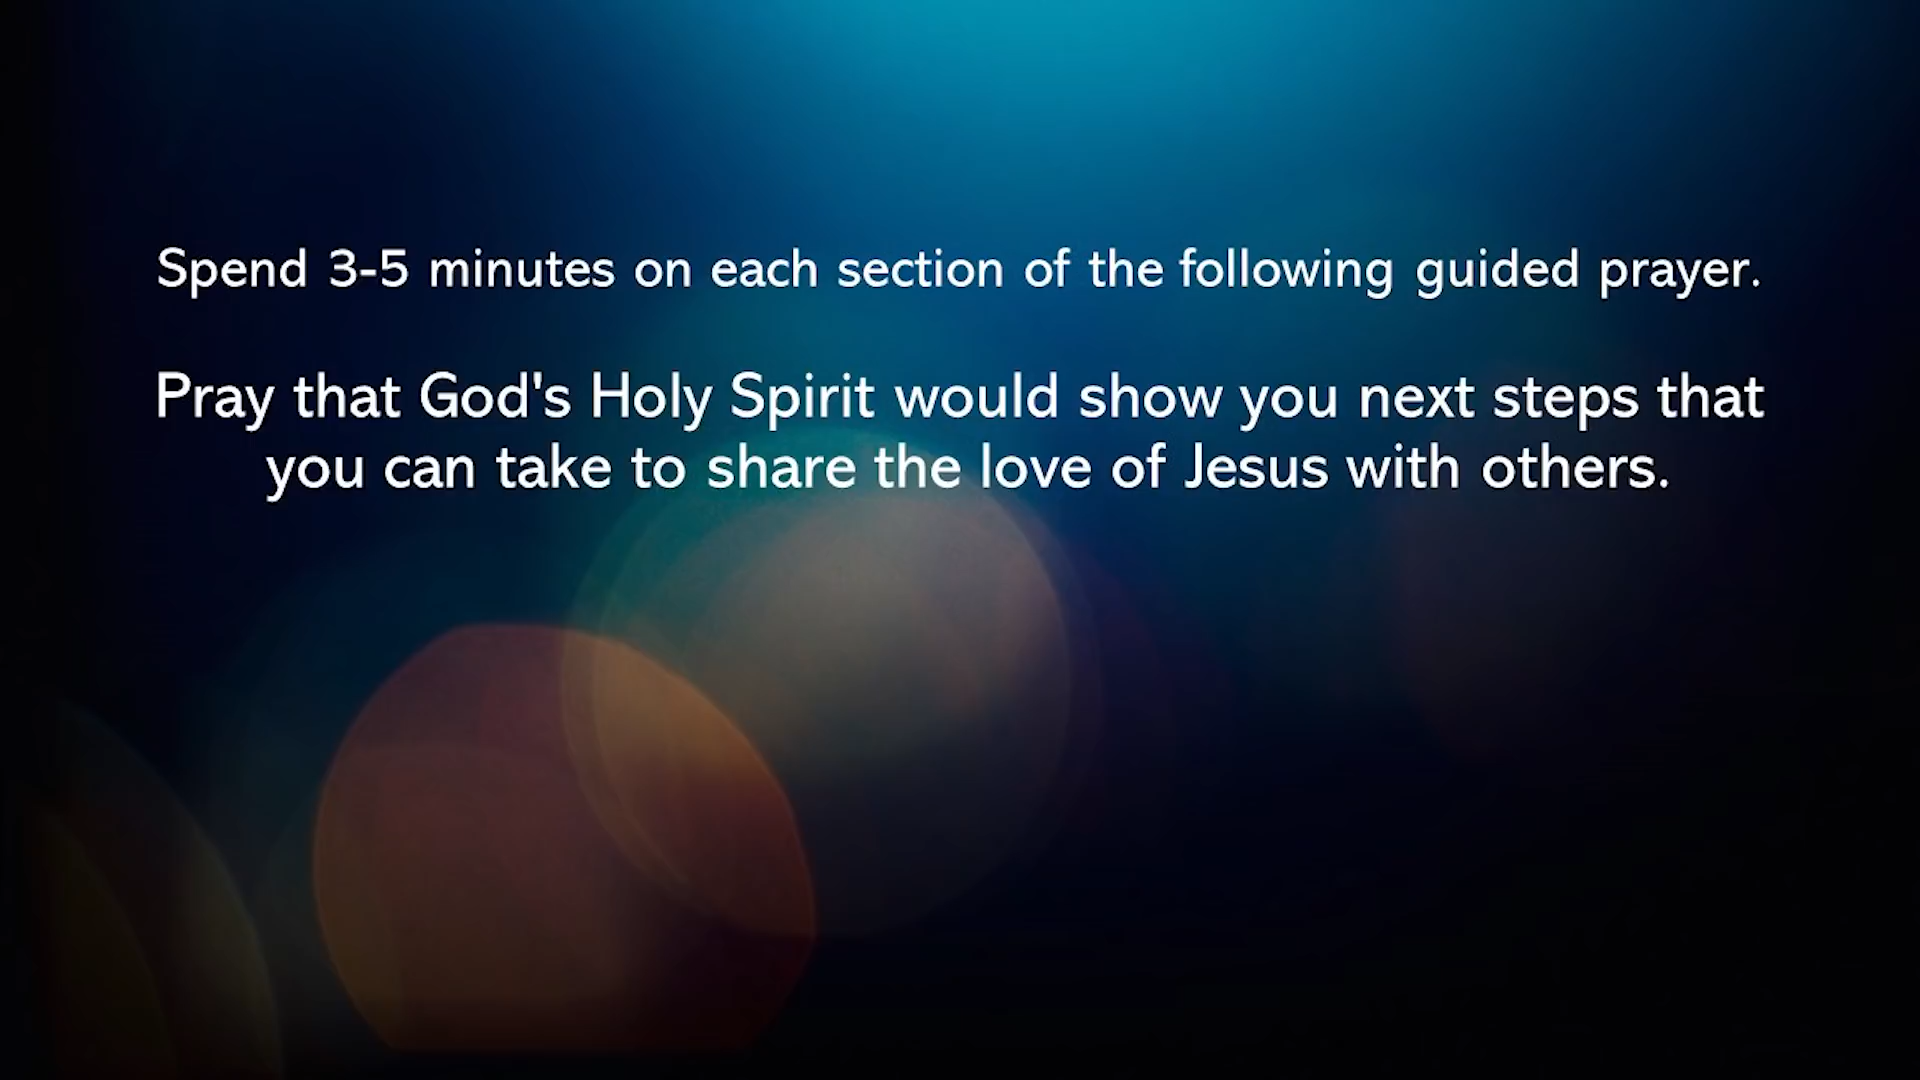 Spend 3-5 minutes on each section of the following guided prayer.
Pray that God's Holy Spirit would show you next steps that
you can take to share the love of Jesus with others.